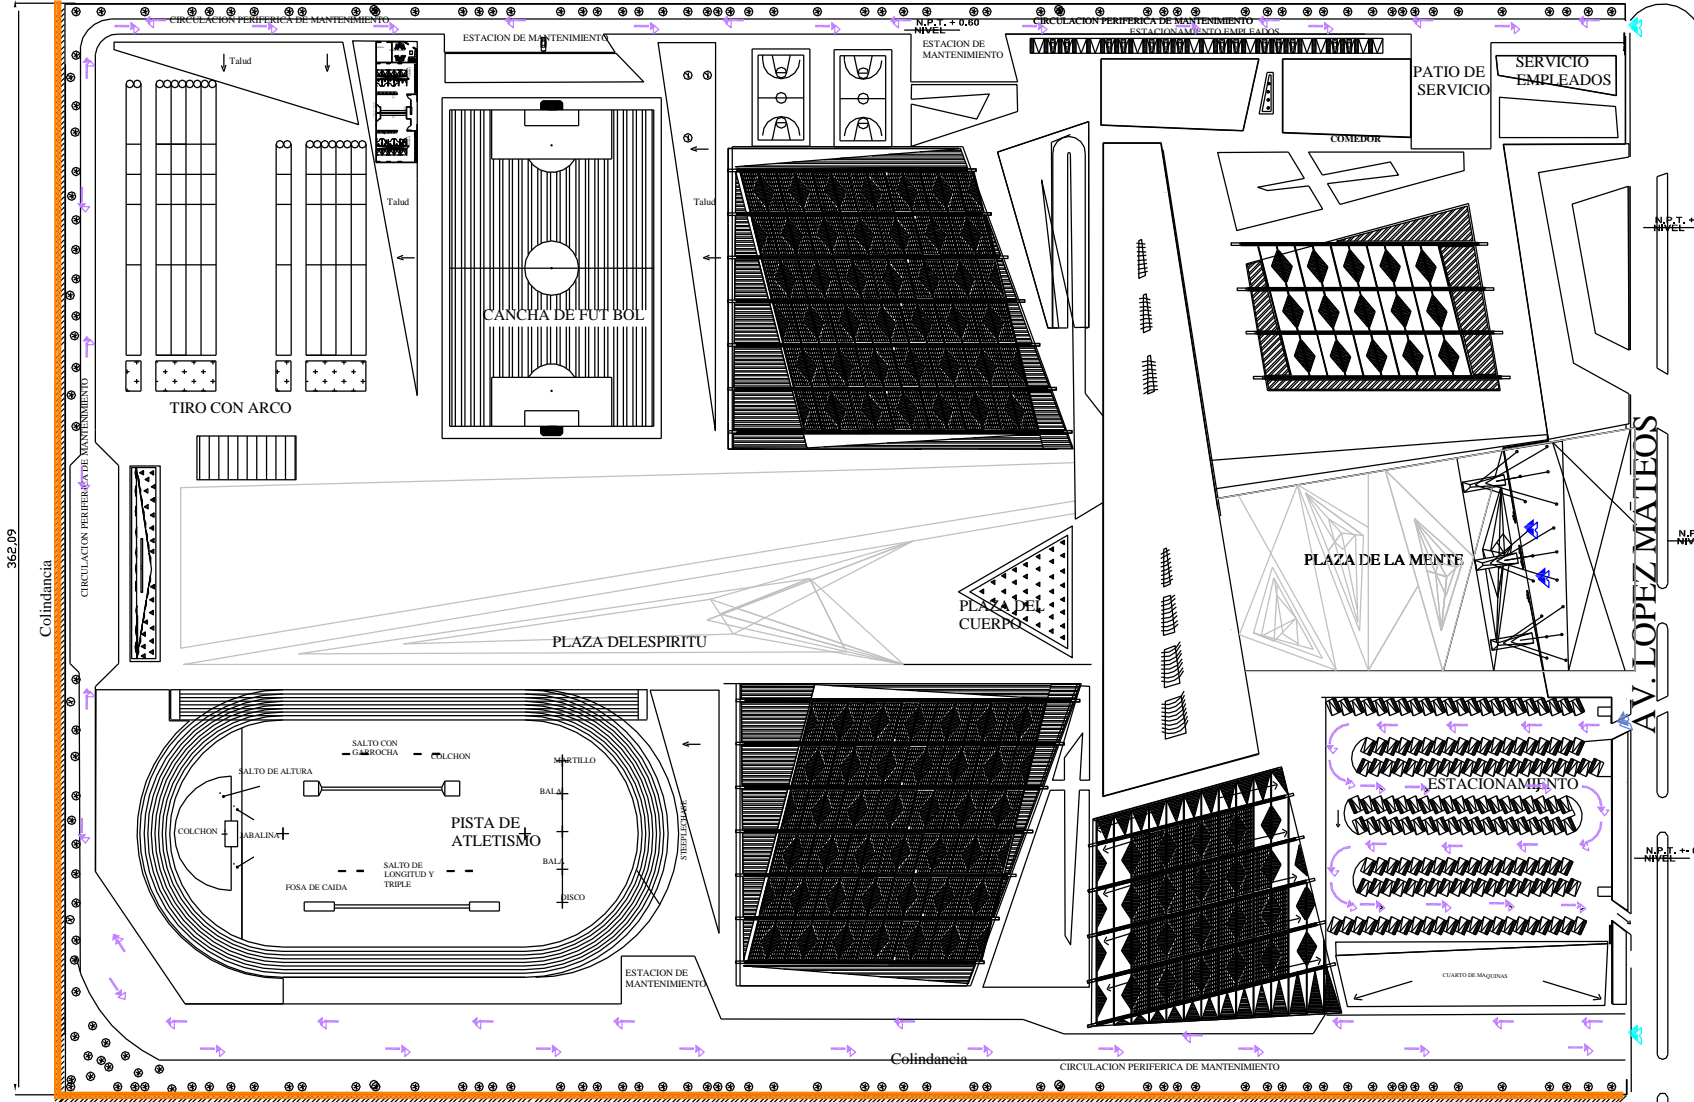 CIRCULACION PERIFERICA DE MANTENIMIENTO
N.P.T. + 0.60
NIVEL
CIRCULACION PERIFERICA DE MANTENIMIENTO
ESTACIONAMIENTO EMPLEADOS
ESTACION DE MANTENIMIENTO
ESTACION DE
MANTENIMIENTO
Talud
PATIO DE
SERVICIO
SERVICIO
EMPLEADOS
COMEDOR
Talud
Talud
N.P.T. +
NIVEL
CANCHA DE FUT BOL
TIRO CON ARCO
CIRCULACION PERIFERICA DE MANTENIMIENTO
362,09
Colindancia
AV. LOPEZ MATEOS
PLAZA DE LA MENTE
N.P
NIV
PLAZA DEL
CUERPO
PLAZA DELESPIRITU
SALTO CON
GARROCHA
COLCHON
MARTILLO
SALTO DE ALTURA
BALA
ESTACIONAMIENTO
PISTA DE
ATLETISMO
COLCHON
JABALINA
STEEPLECHASE
BALA
SALTO DE
LONGITUD Y
TRIPLE
FOSA DE CAIDA
DISCO
N.P.T. +-
NIVEL
ESTACION DE
MANTENIMIENTO
CUARTO DE MAQUINAS
Colindancia
CIRCULACION PERIFERICA DE MANTENIMIENTO